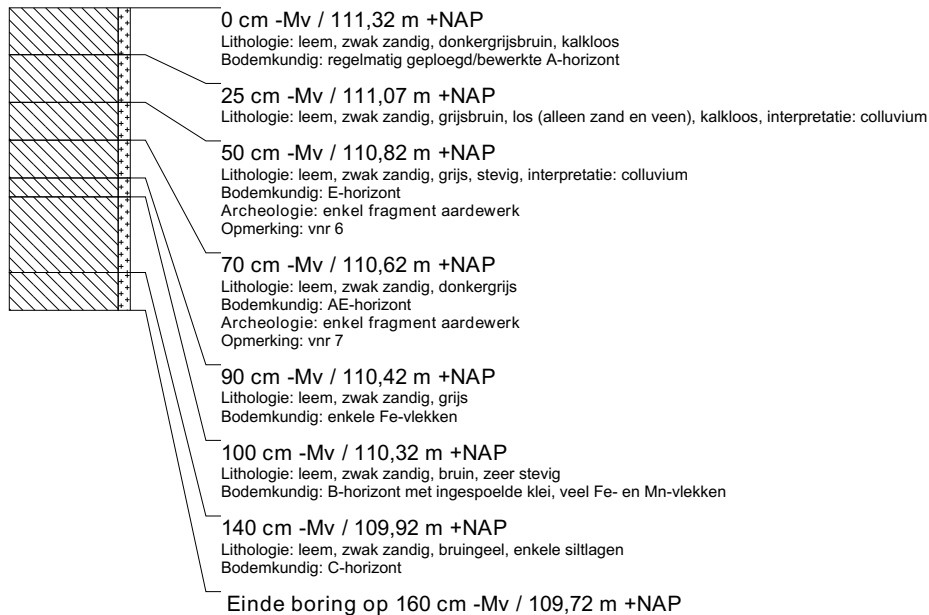 0 cm -Mv / 111,32 m +NAP
Lithologie: leem, zwak zandig, donkergrijsbruin, kalkloos
Bodemkundig: regelmatig geploegd/bewerkte A-horizont
25 cm -Mv / 111,07 m +NAP
Lithologie: leem, zwak zandig, grijsbruin, los (alleen zand en veen), kalkloos, interpretatie: colluvium
50 cm -Mv / 110,82 m +NAP
Lithologie: leem, zwak zandig, grijs, stevig, interpretatie: colluvium
Bodemkundig: E-horizont
Archeologie: enkel fragment aardewerk
Opmerking: vnr 6
70 cm -Mv / 110,62 m +NAP
Lithologie: leem, zwak zandig, donkergrijs
Bodemkundig: AE-horizont
Archeologie: enkel fragment aardewerk
Opmerking: vnr 7
90 cm -Mv / 110,42 m +NAP
Lithologie: leem, zwak zandig, grijs
Bodemkundig: enkele Fe-vlekken
100 cm -Mv / 110,32 m +NAP
Lithologie: leem, zwak zandig, bruin, zeer stevig
Bodemkundig: B-horizont met ingespoelde klei, veel Fe- en Mn-vlekken
140 cm -Mv / 109,92 m +NAP
Lithologie: leem, zwak zandig, bruingeel, enkele siltlagen
Bodemkundig: C-horizont
Einde boring op 160 cm -Mv / 109,72 m +NAP